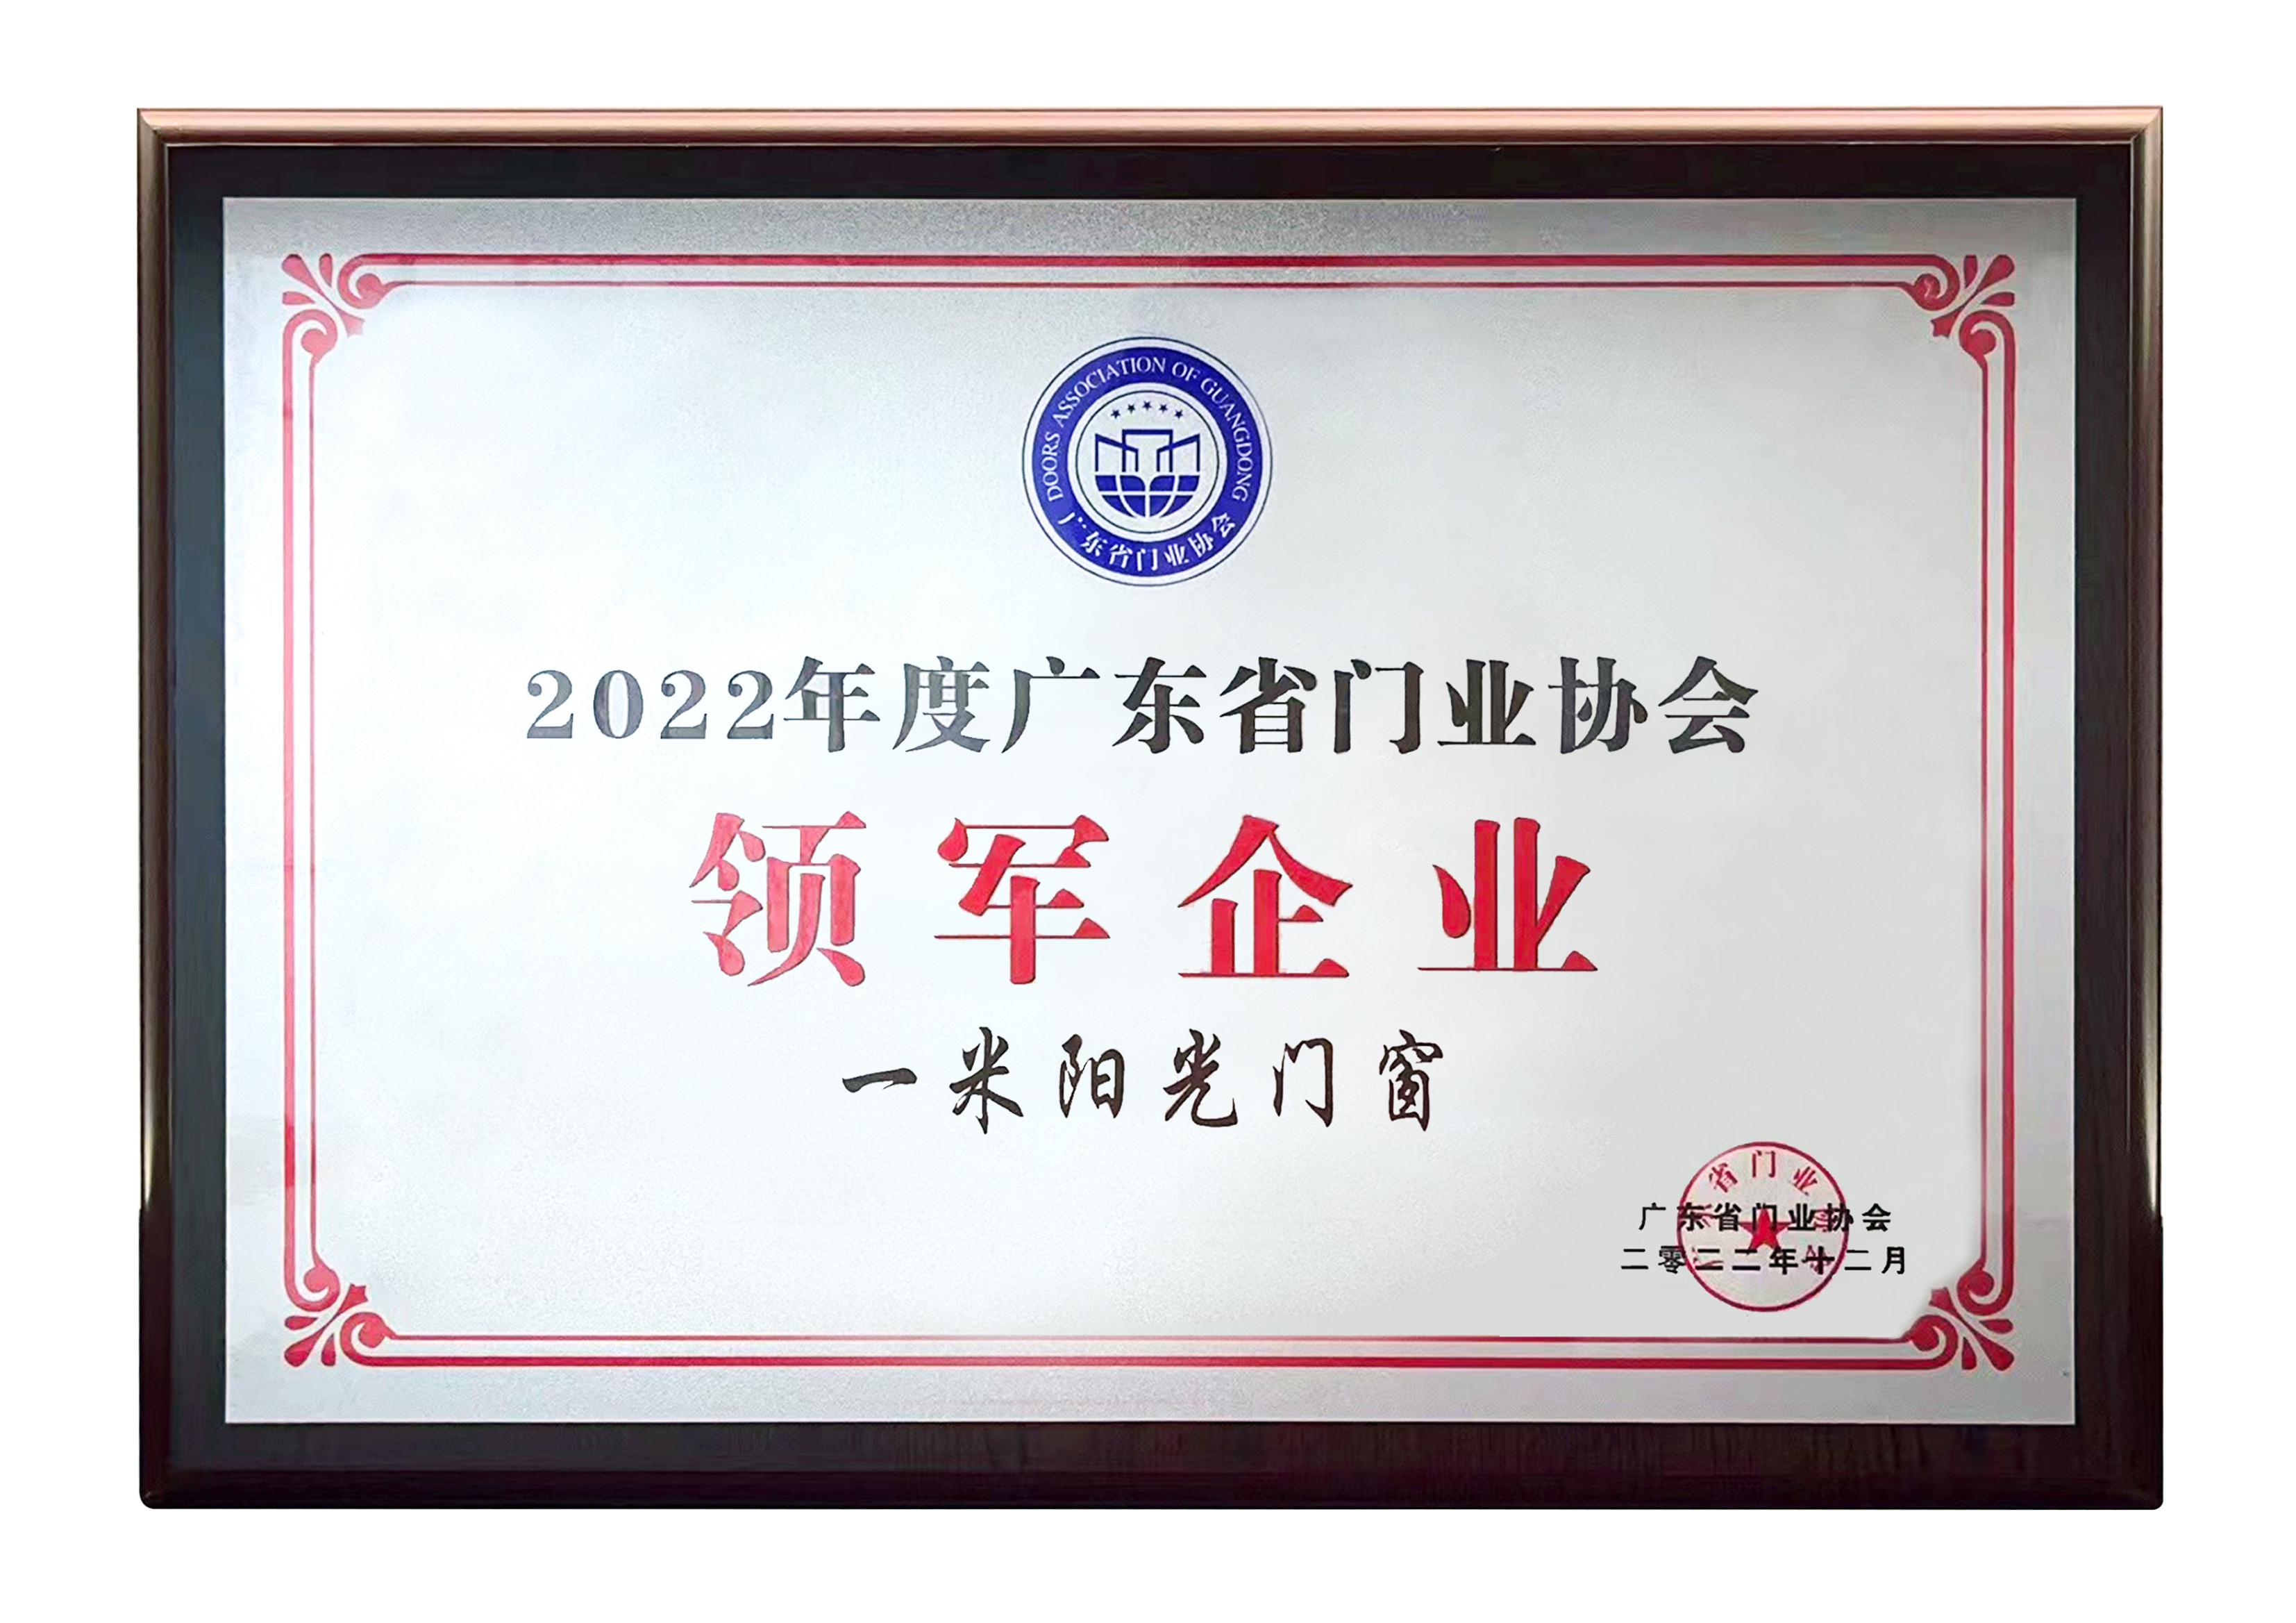 DOORS ASSOCIATION OF GUANGDONG
广东省门业协会
2022年度广东省门业协会
领军企业
一米阳光门窗
省门业
广东省门业协会
二零二二年十二月